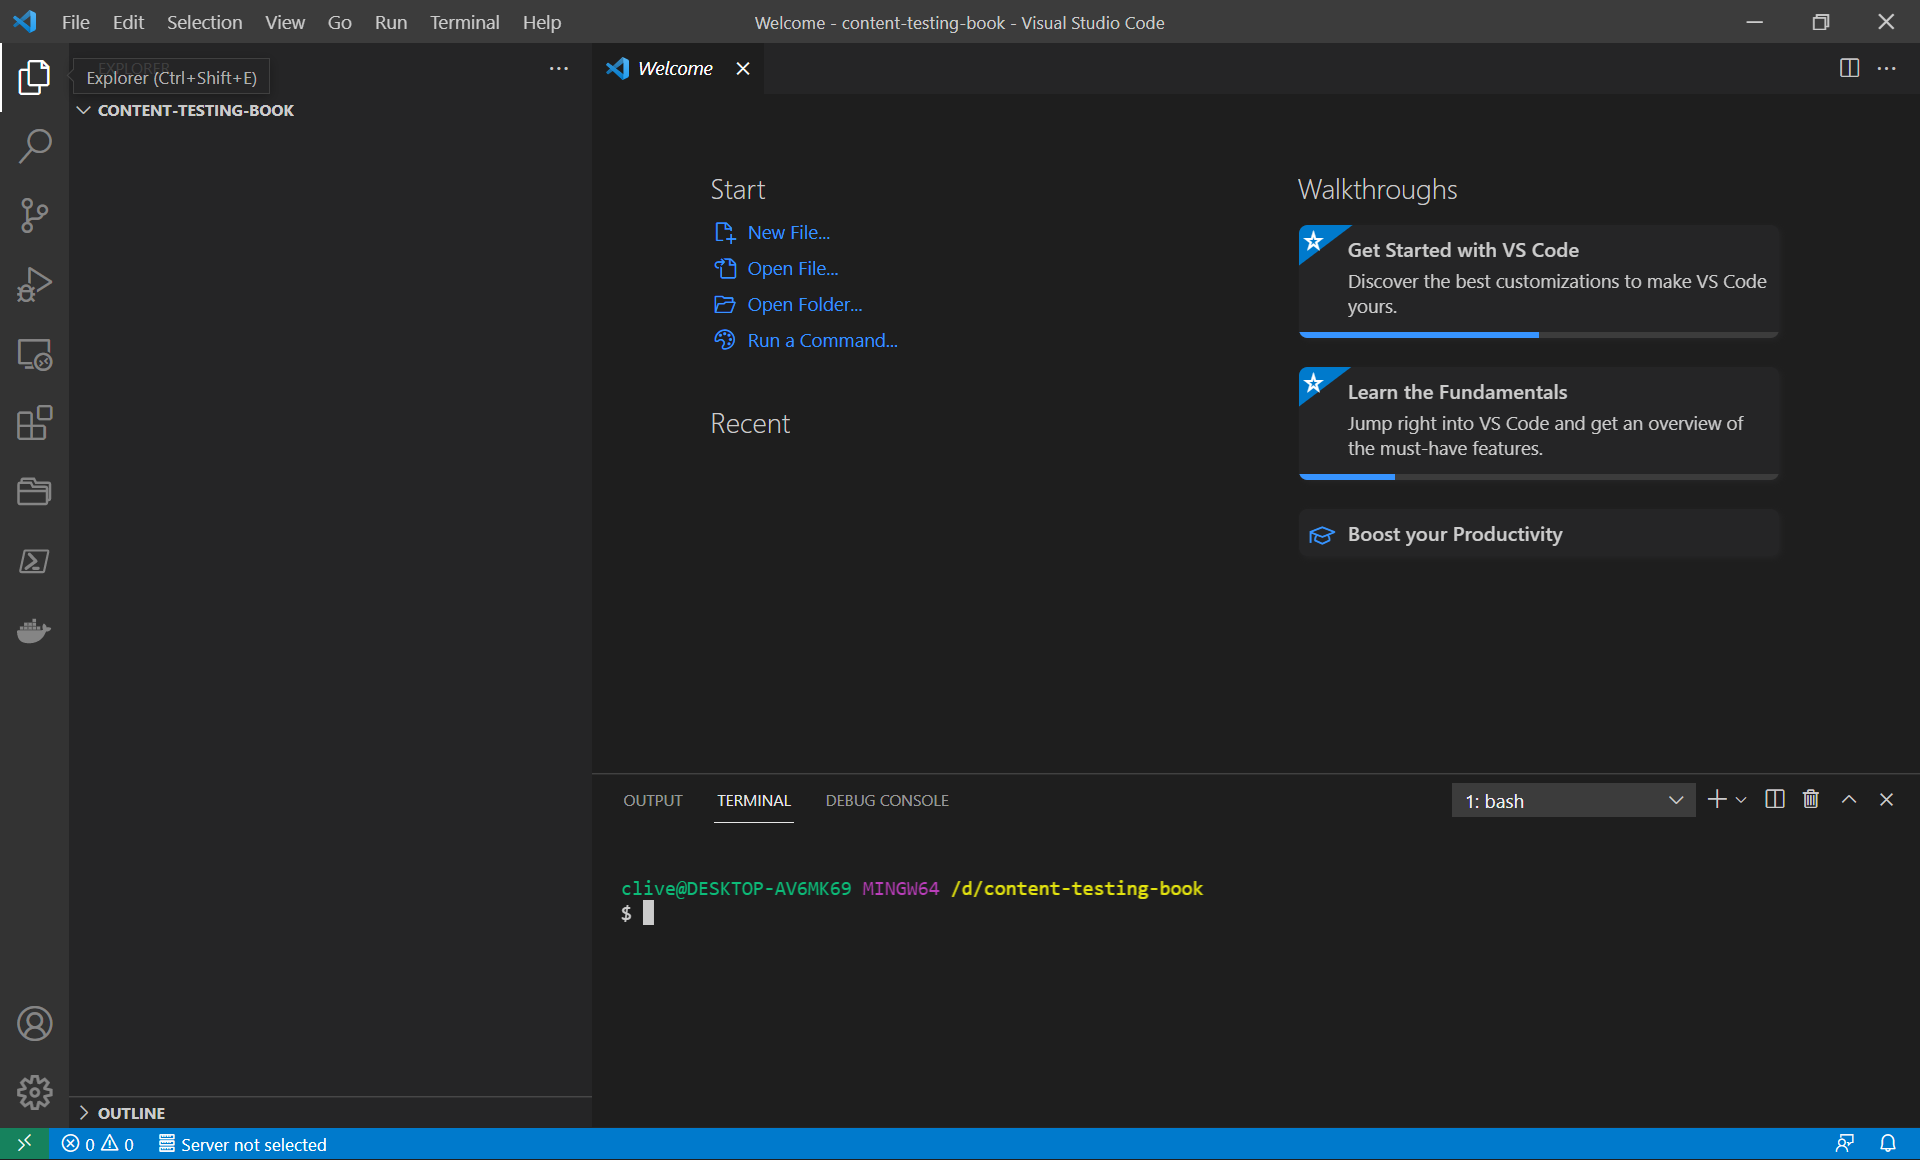 File Edit Selection View Go Run Terminal Help
Welcome - content-testing-book - Visual Studio Code
EXPLORER
Explorer (Ctrl+Shift+E)
CONTENT-TESTING-BOOK
OUTLINE
Welcome
Start
New File...
Open File...
Open Folder...
Run a Command...
Recent
Walkthroughs
Get Started with VS Code
Discover the best customizations to make VS Code
yours.
Learn the Fundamentals
Jump right into VS Code and get an overview of
the must-have features.
Boost your Productivity
OUTPUT TERMINAL DEBUG CONSOLE
1: bash
clive@DESKTOP-AV6MK69 MINGW64 /d/content-testing-book
$
0 0 Server not selected